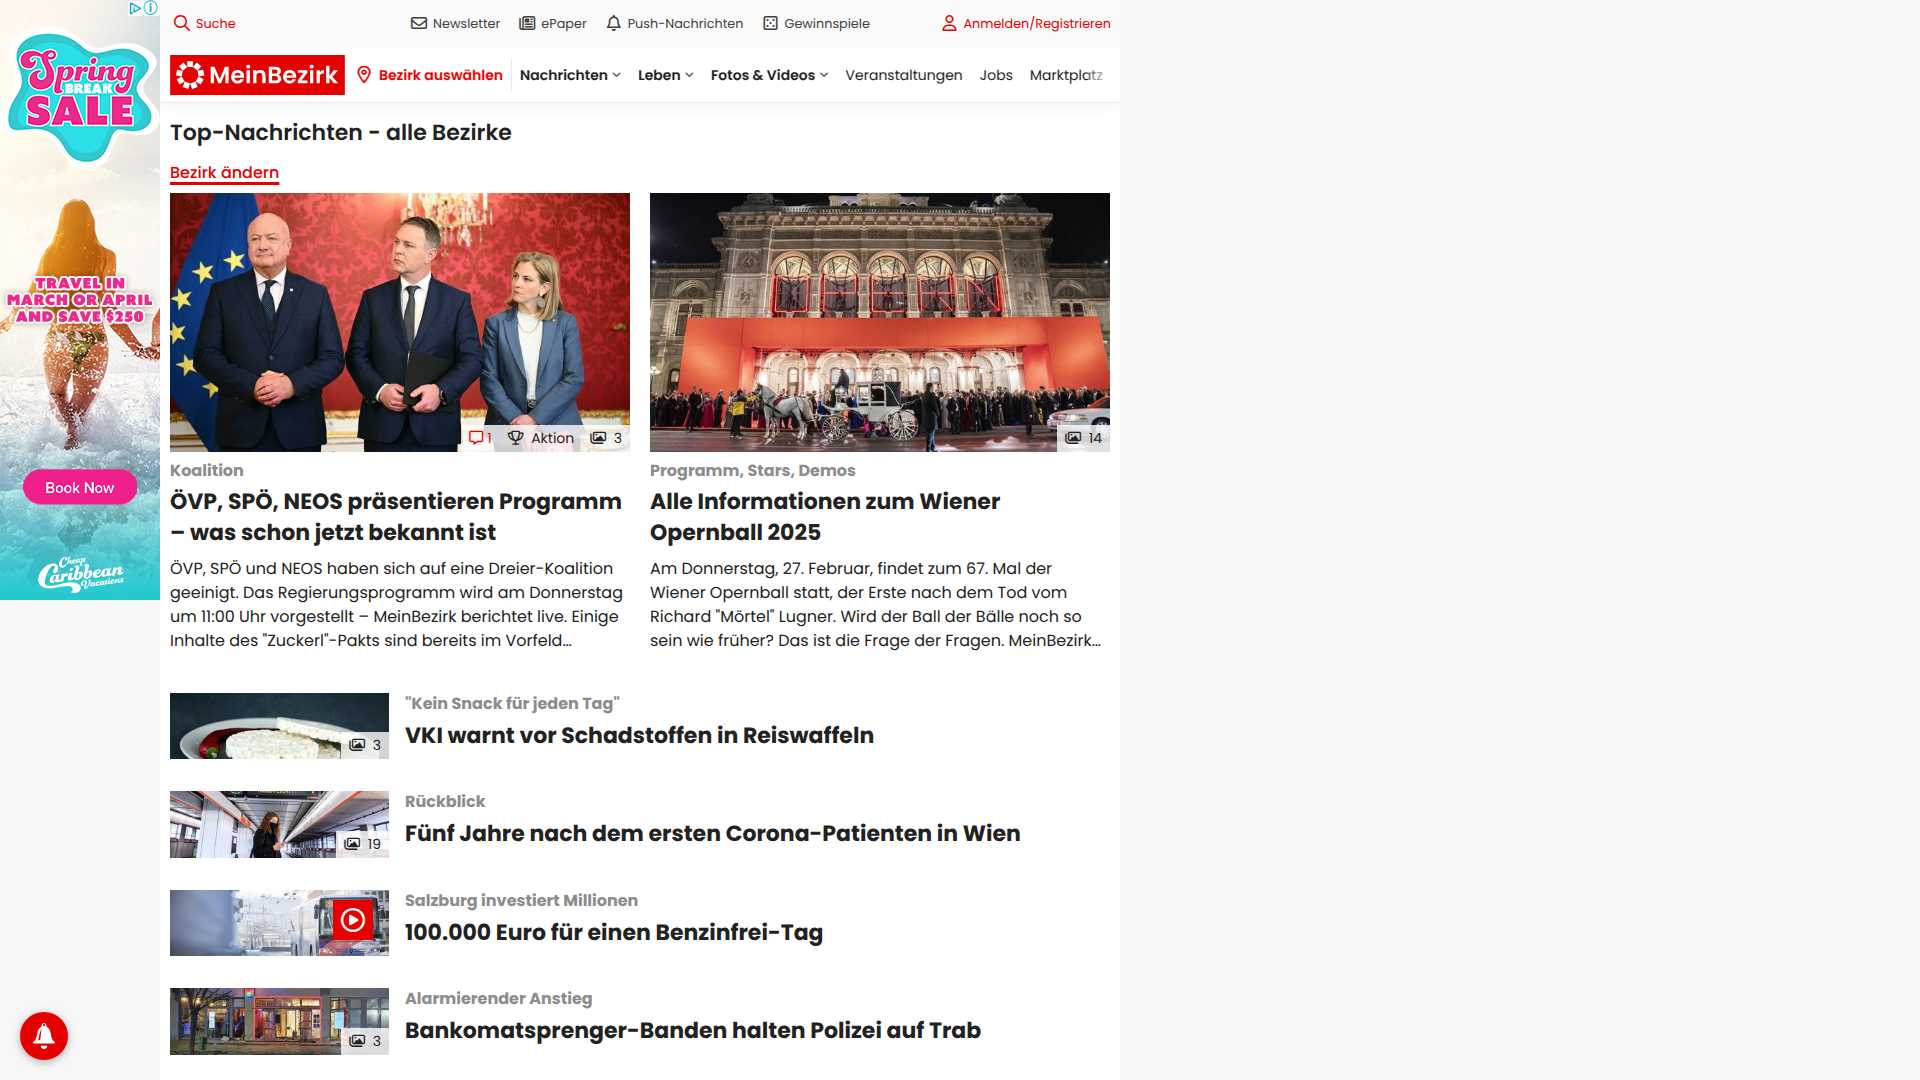 Suche
Newsletter
ePaper
Push-Nachrichten
Gewinnspiele
Anmelden/Registrieren
MeinBezirk
Bezirk auswählen
Nachrichten
Leben
Fotos & Videos
Veranstaltungen
Jobs
Marktplatz
Spring
BREAK
SALE
TRAVEL IN
MARCH OR APRIL
AND SAVE $250
Book Now
Cheap
Caribbean
Vacations
Top-Nachrichten - alle Bezirke
Bezirk ändern
1
Aktion
3
Koalition
ÖVP, SPÖ, NEOS präsentieren Programm
– was schon jetzt bekannt ist
ÖVP, SPÖ und NEOS haben sich auf eine Dreier-Koalition
geeinigt. Das Regierungsprogramm wird am Donnerstag
um 11:00 Uhr vorgestellt – MeinBezirk berichtet live. Einige
Inhalte des "Zuckerl"-Pakts sind bereits im Vorfeld...
14
Programm, Stars, Demos
Alle Informationen zum Wiener
Opernball 2025
Am Donnerstag, 27. Februar, findet zum 67. Mal der
Wiener Opernball statt, der Erste nach dem Tod vom
Richard "Mörtel" Lugner. Wird der Ball der Bälle noch so
sein wie früher? Das ist die Frage der Fragen. MeinBezirk...
3
"Kein Snack für jeden Tag"
VKI warnt vor Schadstoffen in Reiswaffeln
19
Rückblick
Fünf Jahre nach dem ersten Corona-Patienten in Wien
Salzburg investiert Millionen
100.000 Euro für einen Benzinfrei-Tag
3
Alarmierender Anstieg
Bankomatsprenger-Banden halten Polizei auf Trab